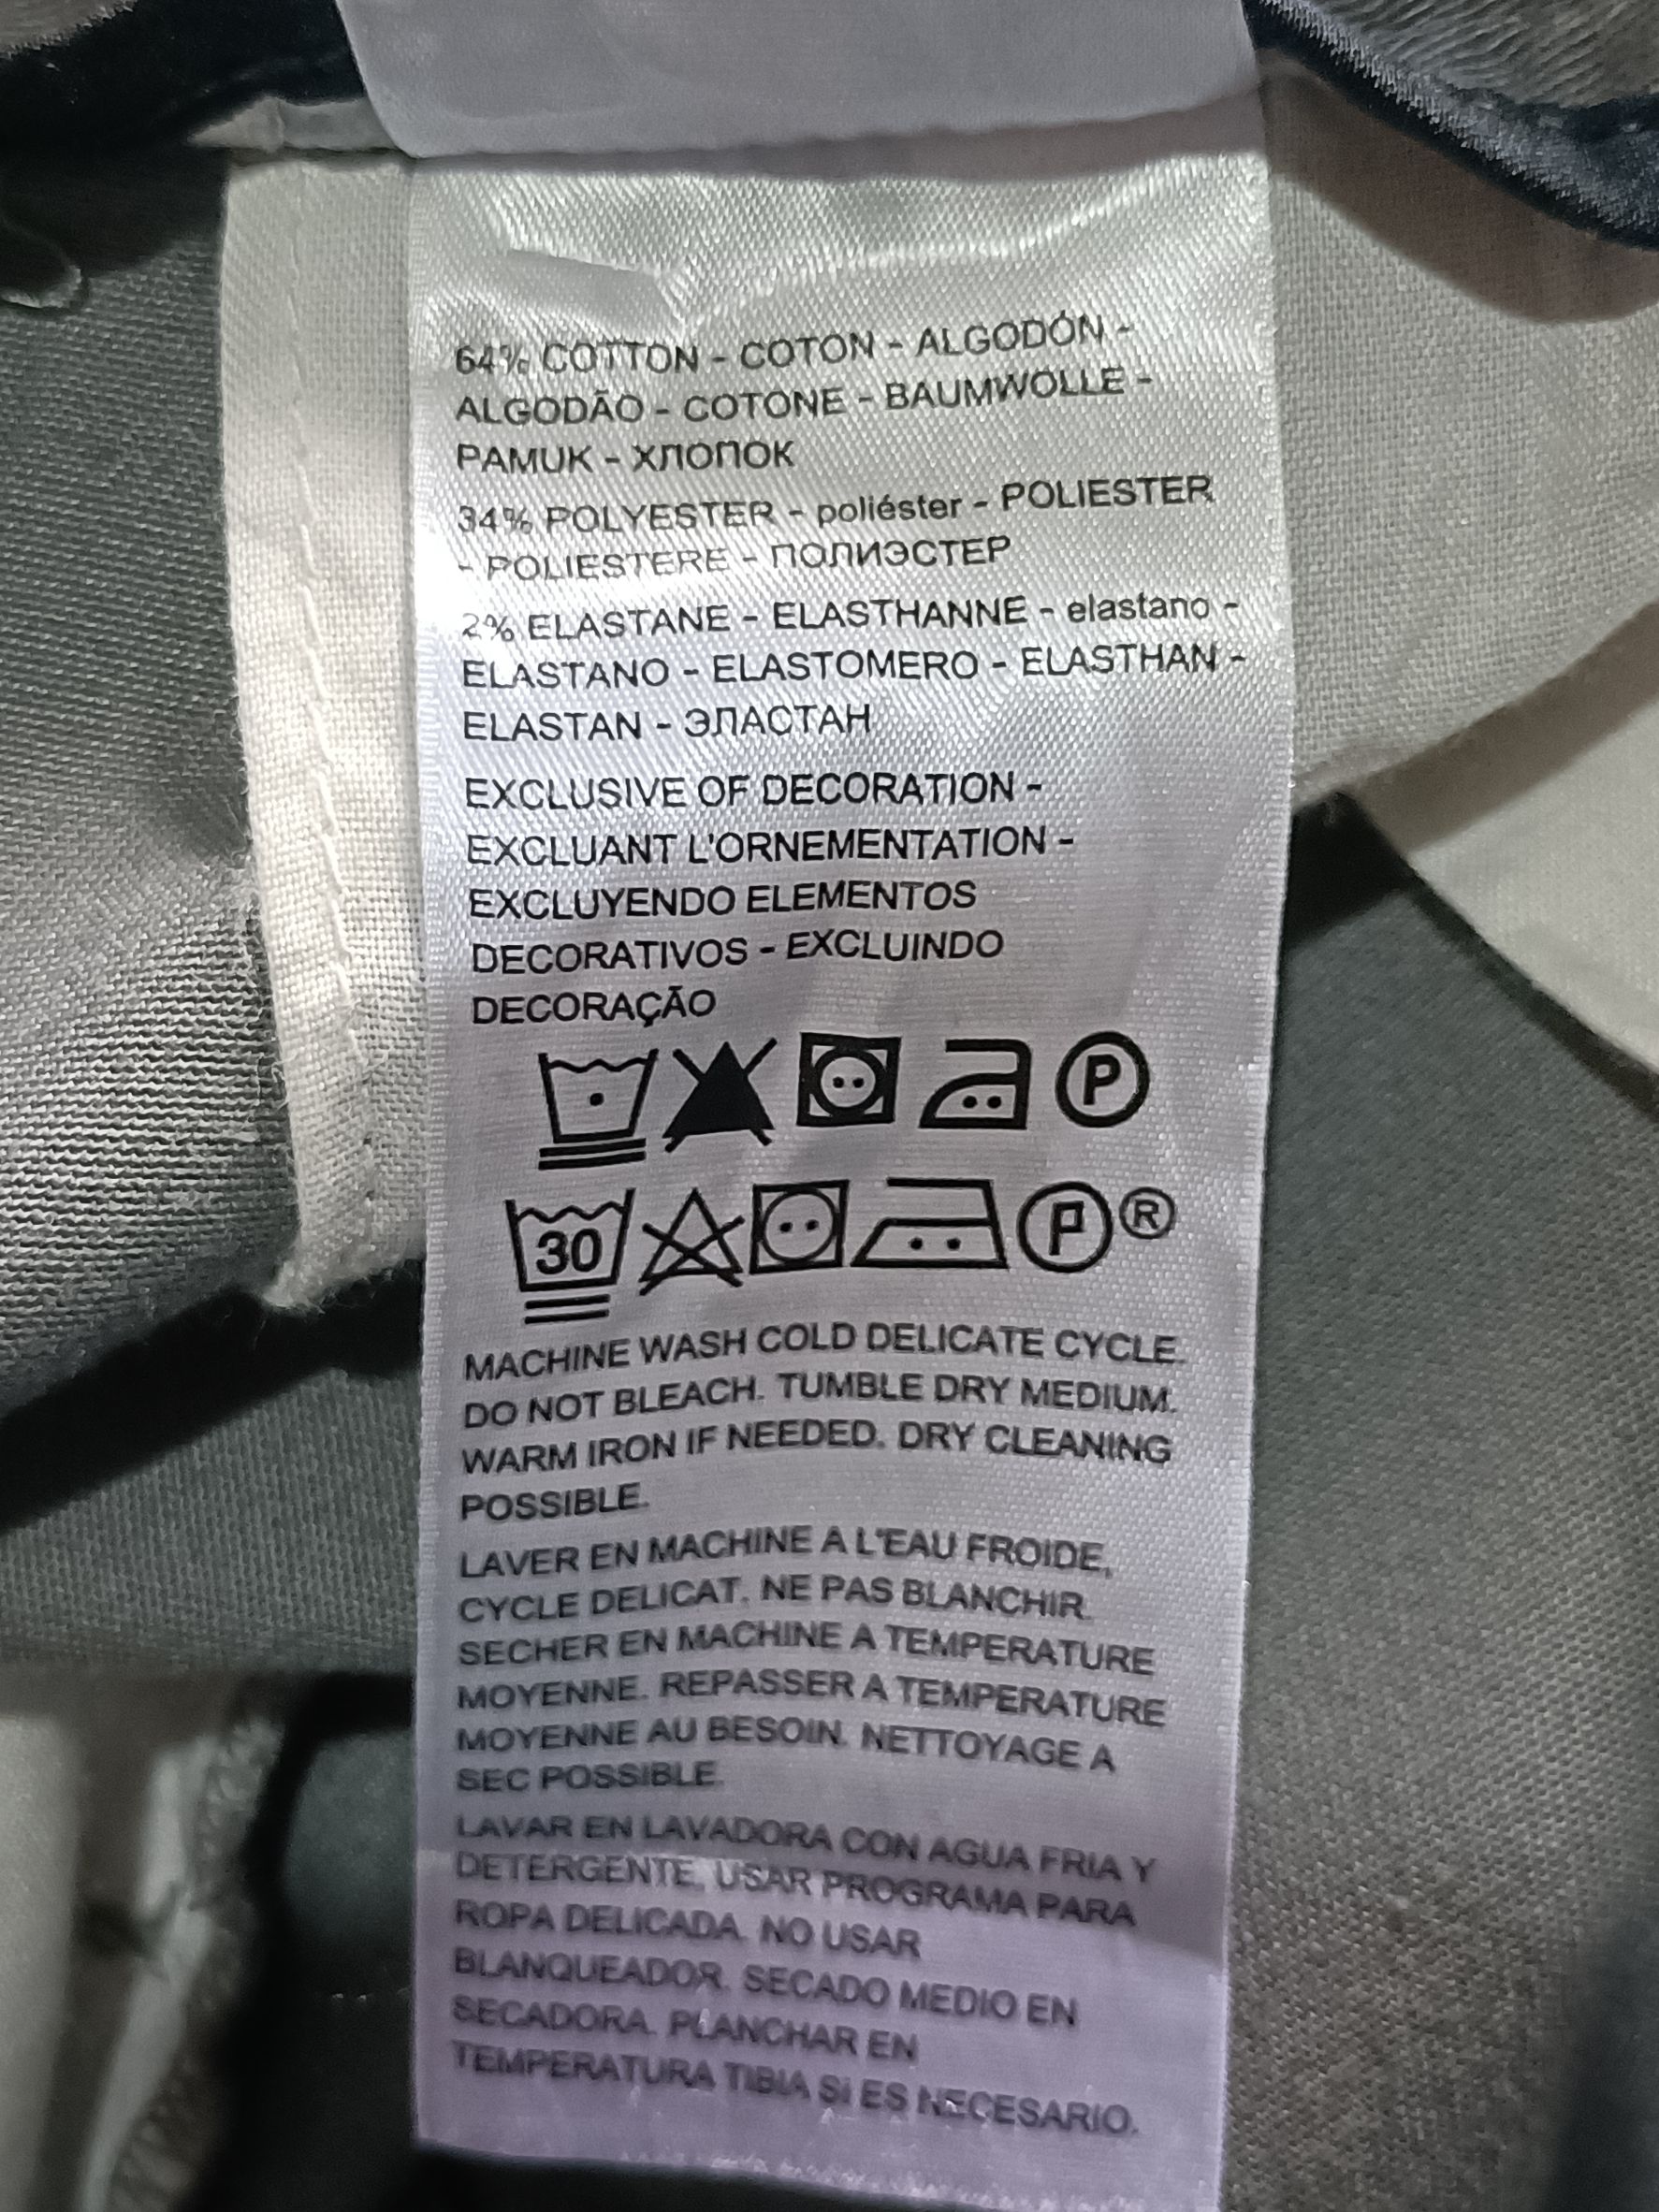 64% COTTON - COTON - ALGODÓN -
ALGODÃO - COTONE - BAUMWOLLE -
PAMUK - ХЛОПОК
34% POLYESTER - poliéster - POLIESTER
- POLIESTERE - ПОЛИЭСТЕР
2% ELASTANE - ELASTHANNE - elastano -
ELASTANO - ELASTOMERO - ELASTHAN -
ELASTAN - ЭЛАСТАН
EXCLUSIVE OF DECORATION -
EXCLUANT L'ORNEMENTATION -
EXCLUYENDO ELEMENTOS
DECORATIVOS - EXCLUINDO
DECORAÇÃO
P
30 P ®
MACHINE WASH COLD DELICATE CYCLE.
DO NOT BLEACH. TUMBLE DRY MEDIUM.
WARM IRON IF NEEDED. DRY CLEANING
POSSIBLE.
LAVER EN MACHINE A L'EAU FROIDE,
CYCLE DELICAT. NE PAS BLANCHIR.
SECHER EN MACHINE A TEMPERATURE
MOYENNE. REPASSER A TEMPERATURE
MOYENNE AU BESOIN. NETTOYAGE A
SEC POSSIBLE.
LAVAR EN LAVADORA CON AGUA FRIA Y
DETERGENTE, USAR PROGRAMA PARA
ROPA DELICADA. NO USAR
BLANQUEADOR. SECADO MEDIO EN
SECADORA. PLANCHAR EN
TEMPERATURA TIBIA SI ES NECESARIO.